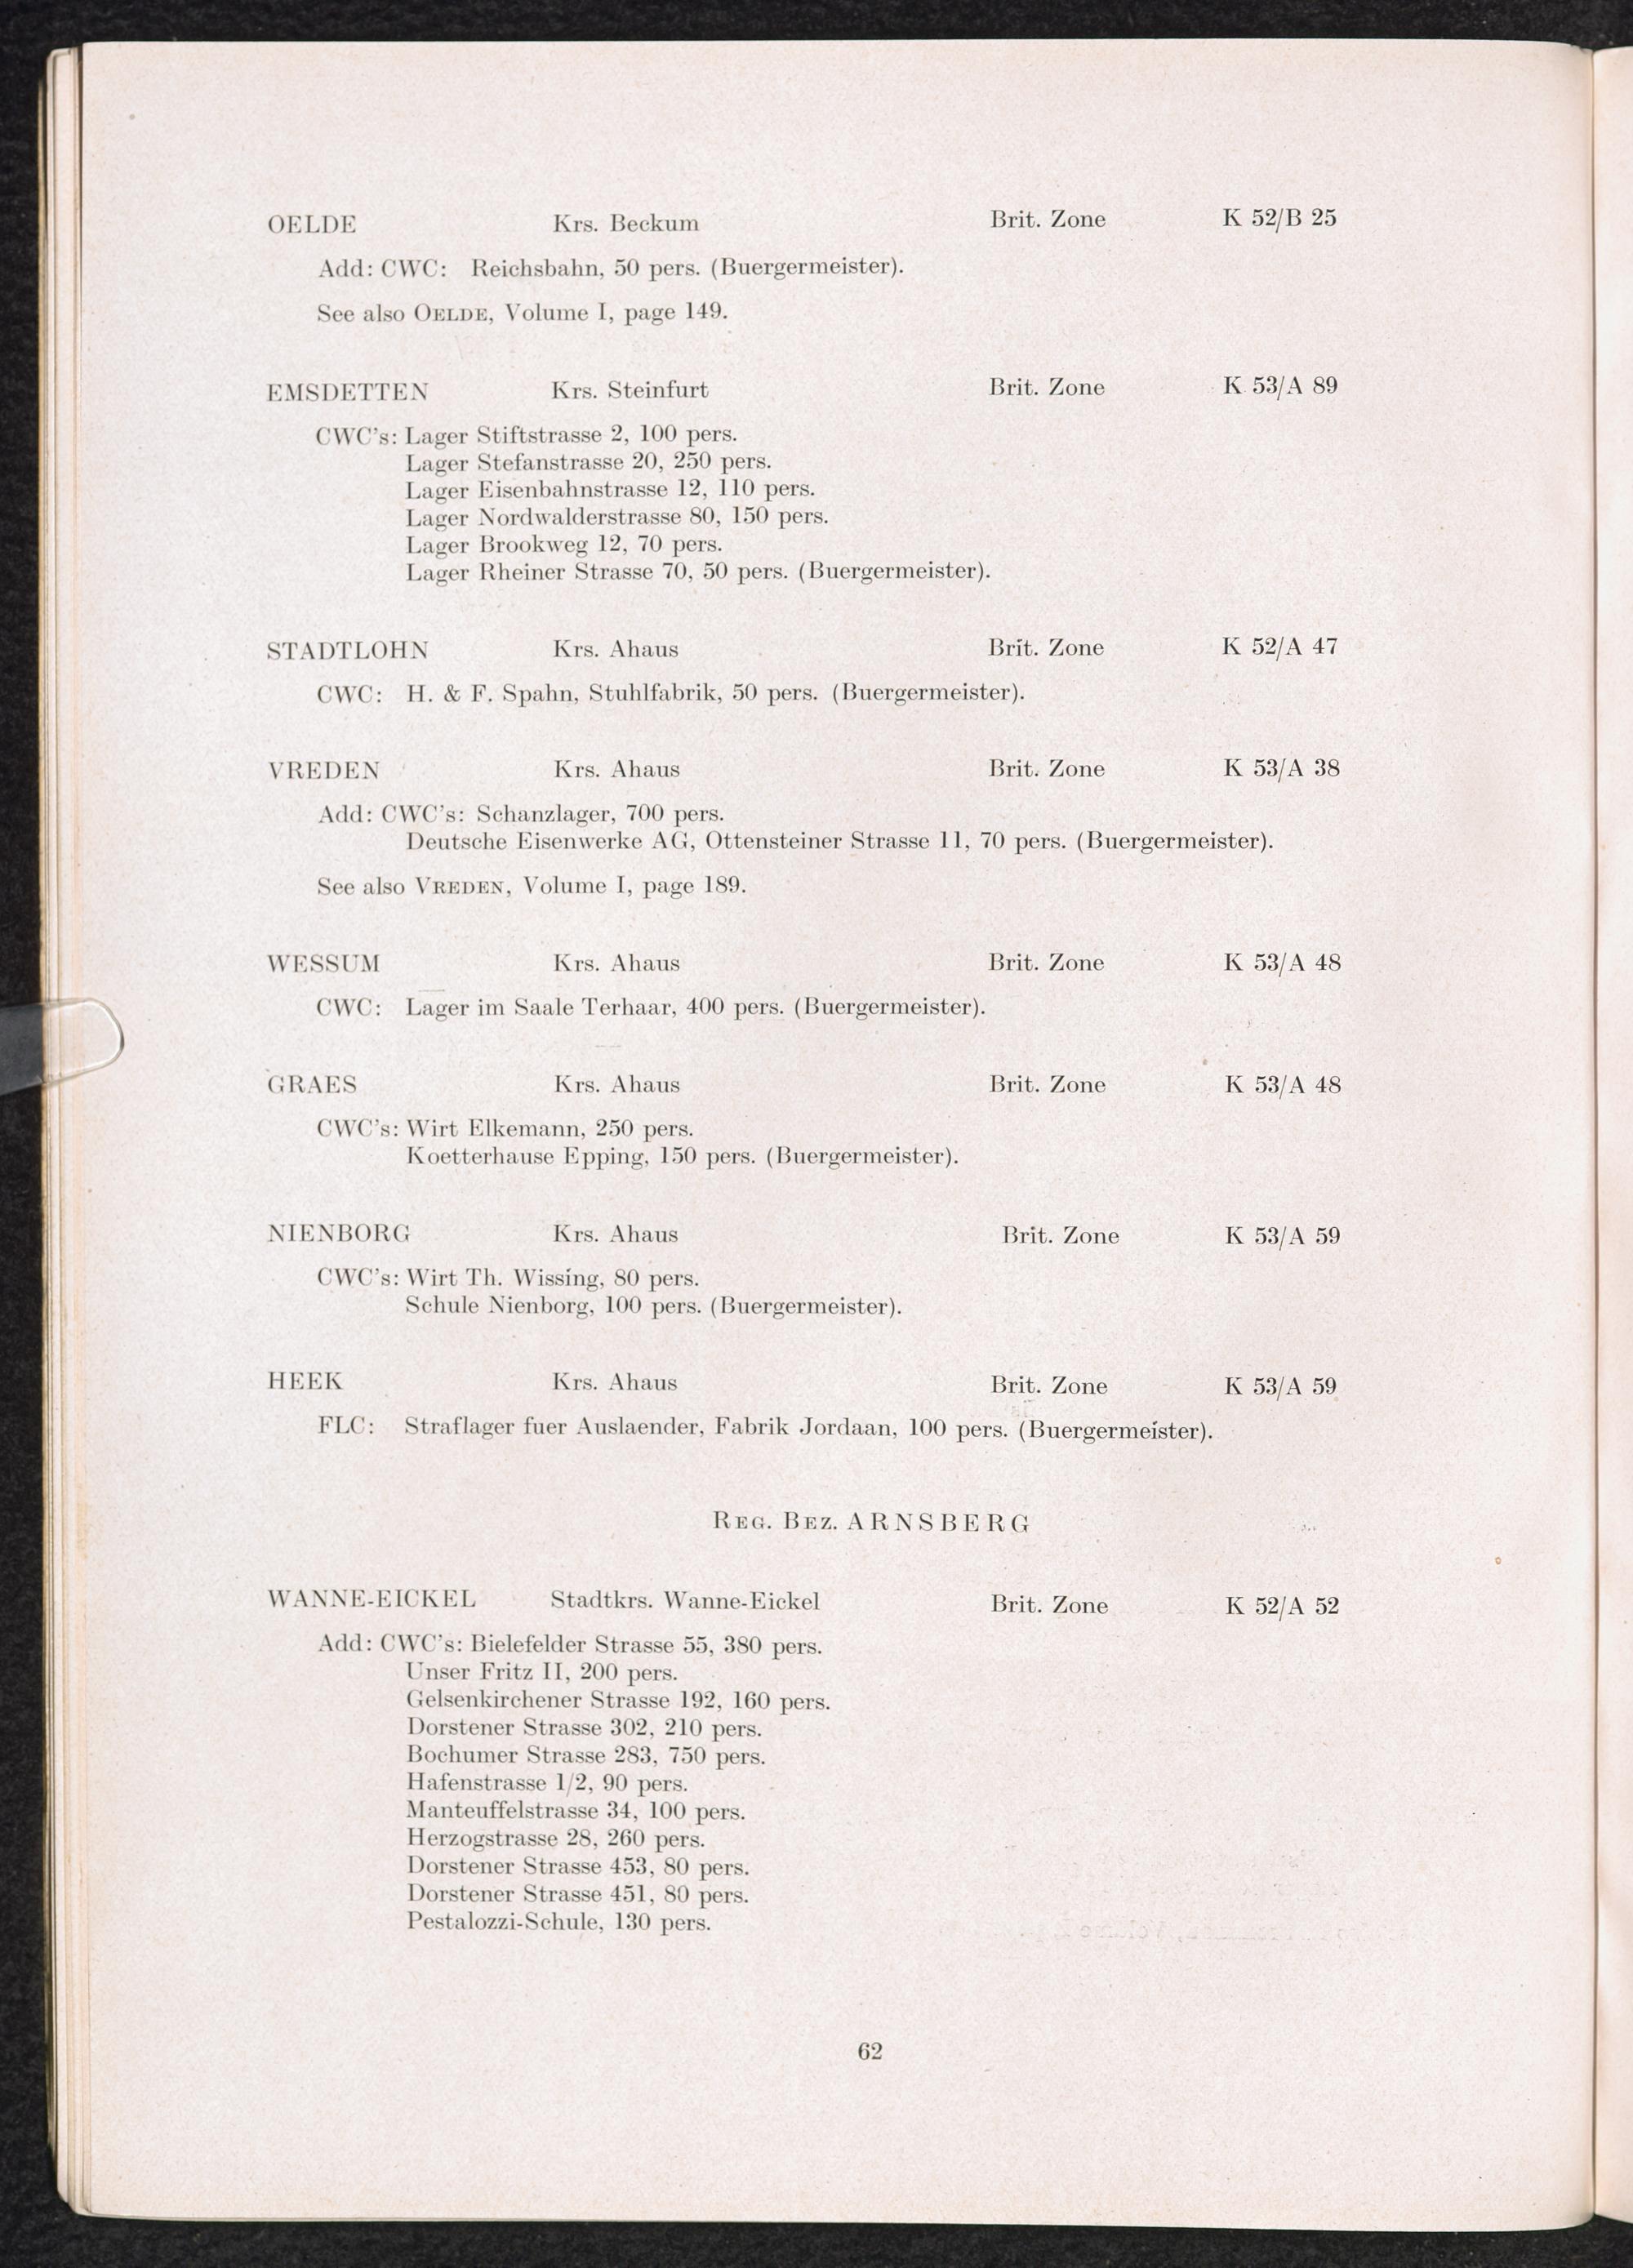 OELDE Krs. Beckum Brit. Zone K 52/B 25
Add: CWC: Reichsbahn, 50 pers. (Buergermeister).
See also OELDE, Volume I, page 149.
EMSDETTEN Krs. Steinfurt Brit. Zone K 53/A 89
CWC's: Lager Stiftstrasse 2, 100 pers.
Lager Stefanstrasse 20, 250 pers.
Lager Eisenbahnstrasse 12, 110 pers.
Lager Nordwalderstrasse 80, 150 pers.
Lager Brookweg 12, 70 pers.
Lager Rheiner Strasse 70, 50 pers. (Buergermeister).
STADTLOHN Krs. Ahaus Brit. Zone K 52/A 47
CWC: H. & F. Spahn, Stuhlfabrik, 50 pers. (Buergermeister).
VREDEN Krs. Ahaus Brit. Zone K 53/A 38
Add: CWC's: Schanzlager, 700 pers.
Deutsche Eisenwerke AG, Ottensteiner Strasse 11, 70 pers. (Buergermeister).
See also VREDEN, Volume I, page 189.
WESSUM Krs. Ahaus Brit. Zone K 53/A 48
CWC: Lager im Saale Terhaar, 400 pers. (Buergermeister).
GRAES Krs. Ahaus Brit. Zone K 53/A 48
CWC's: Wirt Elkemann, 250 pers.
Koetterhause Epping, 150 pers. (Buergermeister).
NIENBORG Krs. Ahaus Brit. Zone K 53/A 59
CWC's: Wirt Th. Wissing, 80 pers.
Schule Nienborg, 100 pers. (Buergermeister).
HEEK Krs. Ahaus Brit. Zone K 53/A 59
FLC: Straflager fuer Auslaender, Fabrik Jordaan, 100 pers. (Buergermeister).
REG. BEZ. ARNSBERG
WANNE-EICKEL Stadtkrs. Wanne-Eickel Brit. Zone K 52/A 52
Add: CWC's: Bielefelder Strasse 55, 380 pers.
Unser Fritz II, 200 pers.
Gelsenkirchener Strasse 192, 160 pers.
Dorstener Strasse 302, 210 pers.
Bochumer Strasse 283, 750 pers.
Hafenstrasse 1/2, 90 pers.
Manteuffelstrasse 34, 100 pers.
Herzogstrasse 28, 260 pers.
Dorstener Strasse 453, 80 pers.
Dorstener Strasse 451, 80 pers.
Pestalozzi-Schule, 130 pers.
62